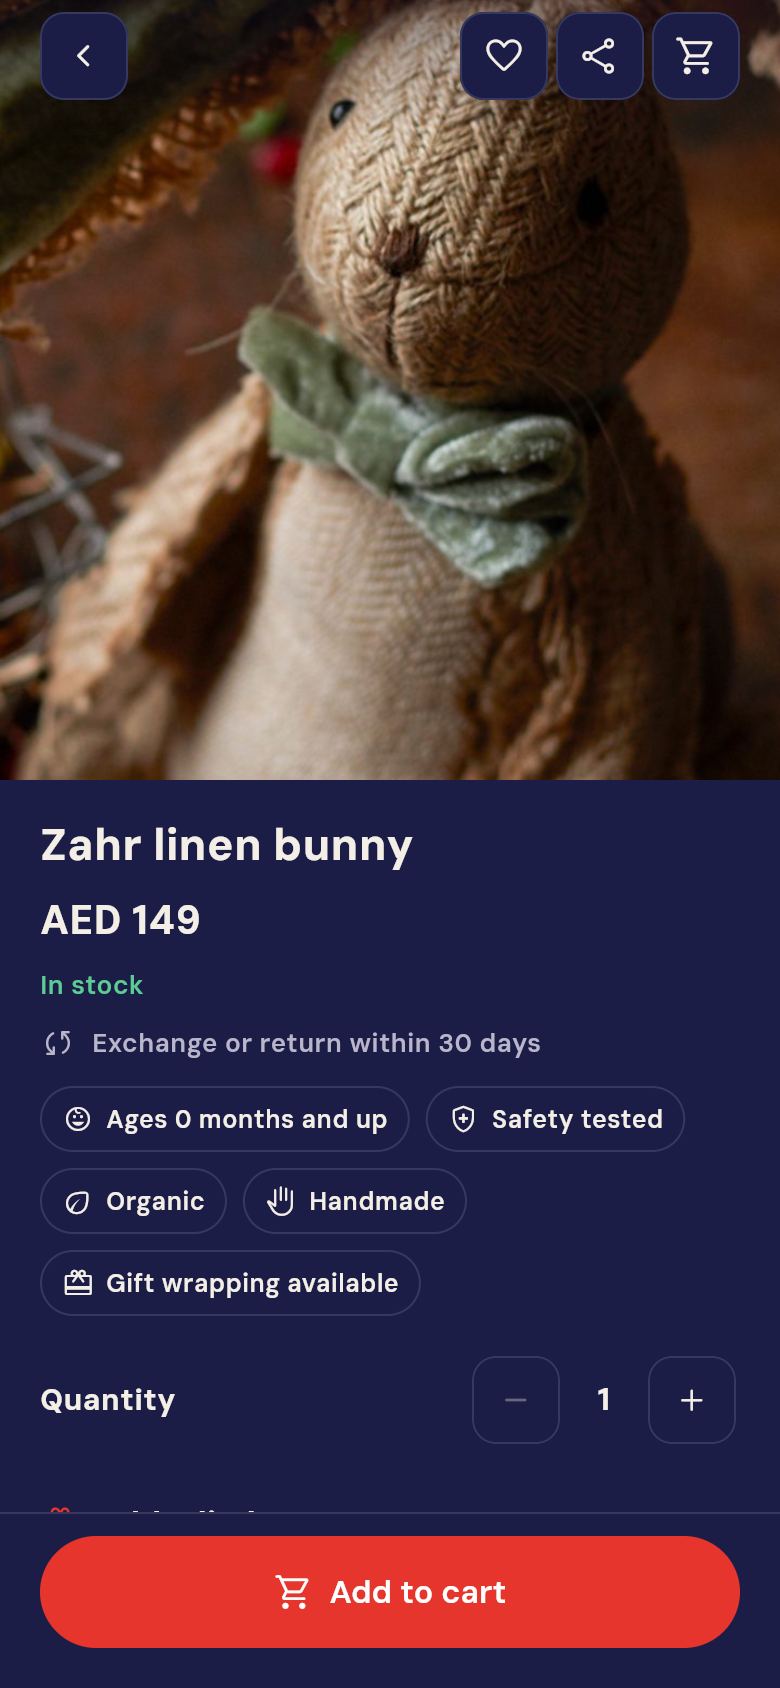 Zahr linen bunny
AED 149
In stock
Exchange or return within 30 days
Ages 0 months and up
Safety tested
Organic
Handmade
Gift wrapping available
Quantity
1
Add to cart